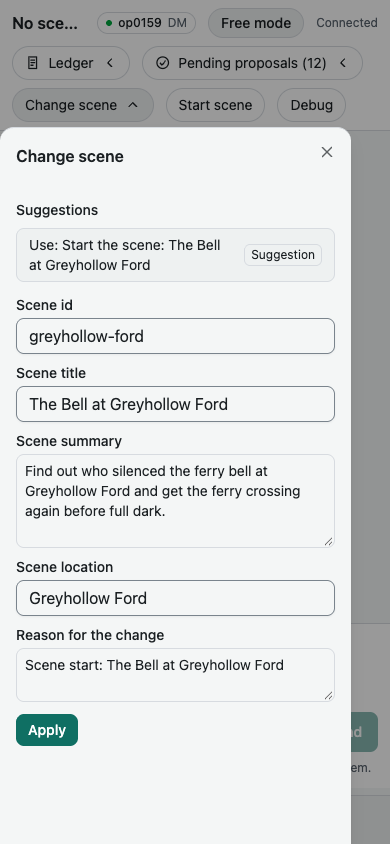 No sce...
op0159 DM
Free mode
Connected
Ledger
Pending proposals (12)
Change scene
Start scene
Debug
Change scene
Suggestions
Use: Start the scene: The Bell
at Greyhollow Ford
Suggestion
Scene id
greyhollow-ford
Scene title
The Bell at Greyhollow Ford
Scene summary
Find out who silenced the ferry bell at
Greyhollow Ford and get the ferry crossing
again before full dark.
Scene location
Greyhollow Ford
Reason for the change
Scene start: The Bell at Greyhollow Ford
Apply
em.